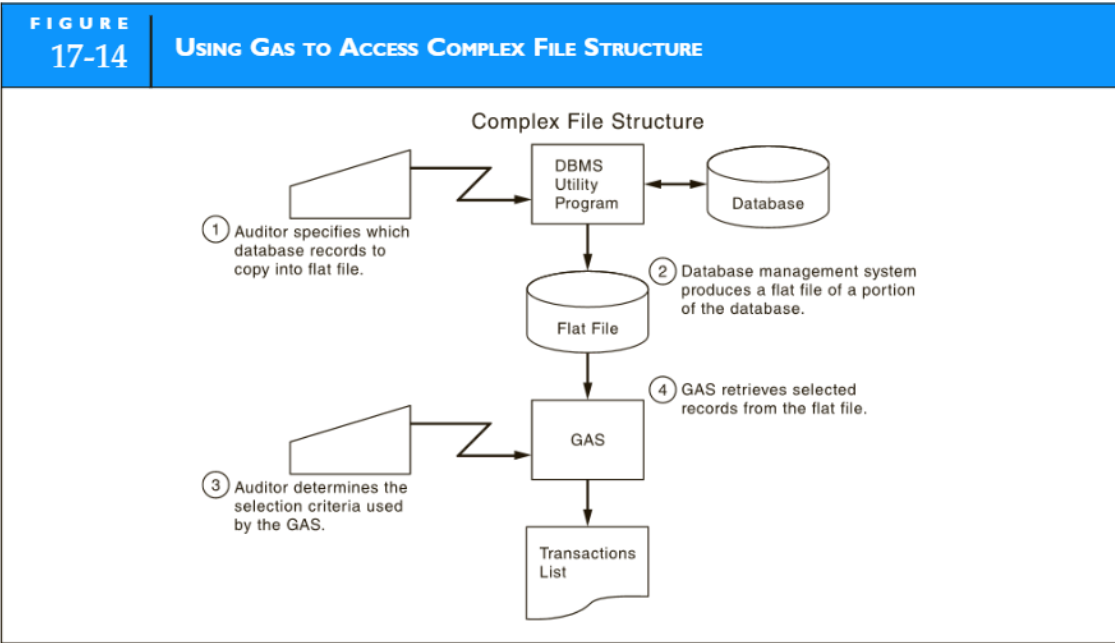 FIGURE
17-14
USING GAS TO ACCESS COMPLEX FILE STRUCTURE
Complex File Structure
DBMS
Utility
Program
Database
1 Auditor specifies which
database records to
copy into flat file.
2 Database management system
produces a flat file of a portion
of the database.
Flat File
4 GAS retrieves selected
records from the flat file.
GAS
3 Auditor determines the
selection criteria used
by the GAS.
Transactions
List